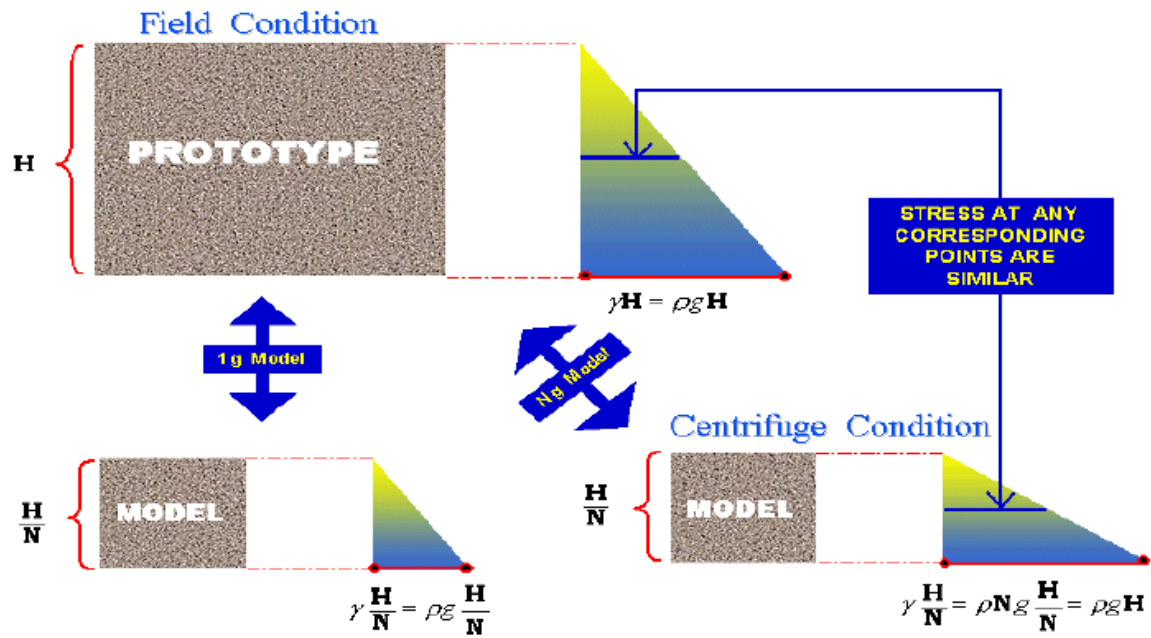 Field Condition
H
PROTOTYPE
STRESS AT ANY
CORRESPONDING
POINTS ARE
SIMILAR
γH = ρgH
1g Model
Ng Model
Centrifuge Condition
H/N
MODEL
H/N
MODEL
γ H/N = ρg H/N
γ H/N = ρNg H/N = ρgH